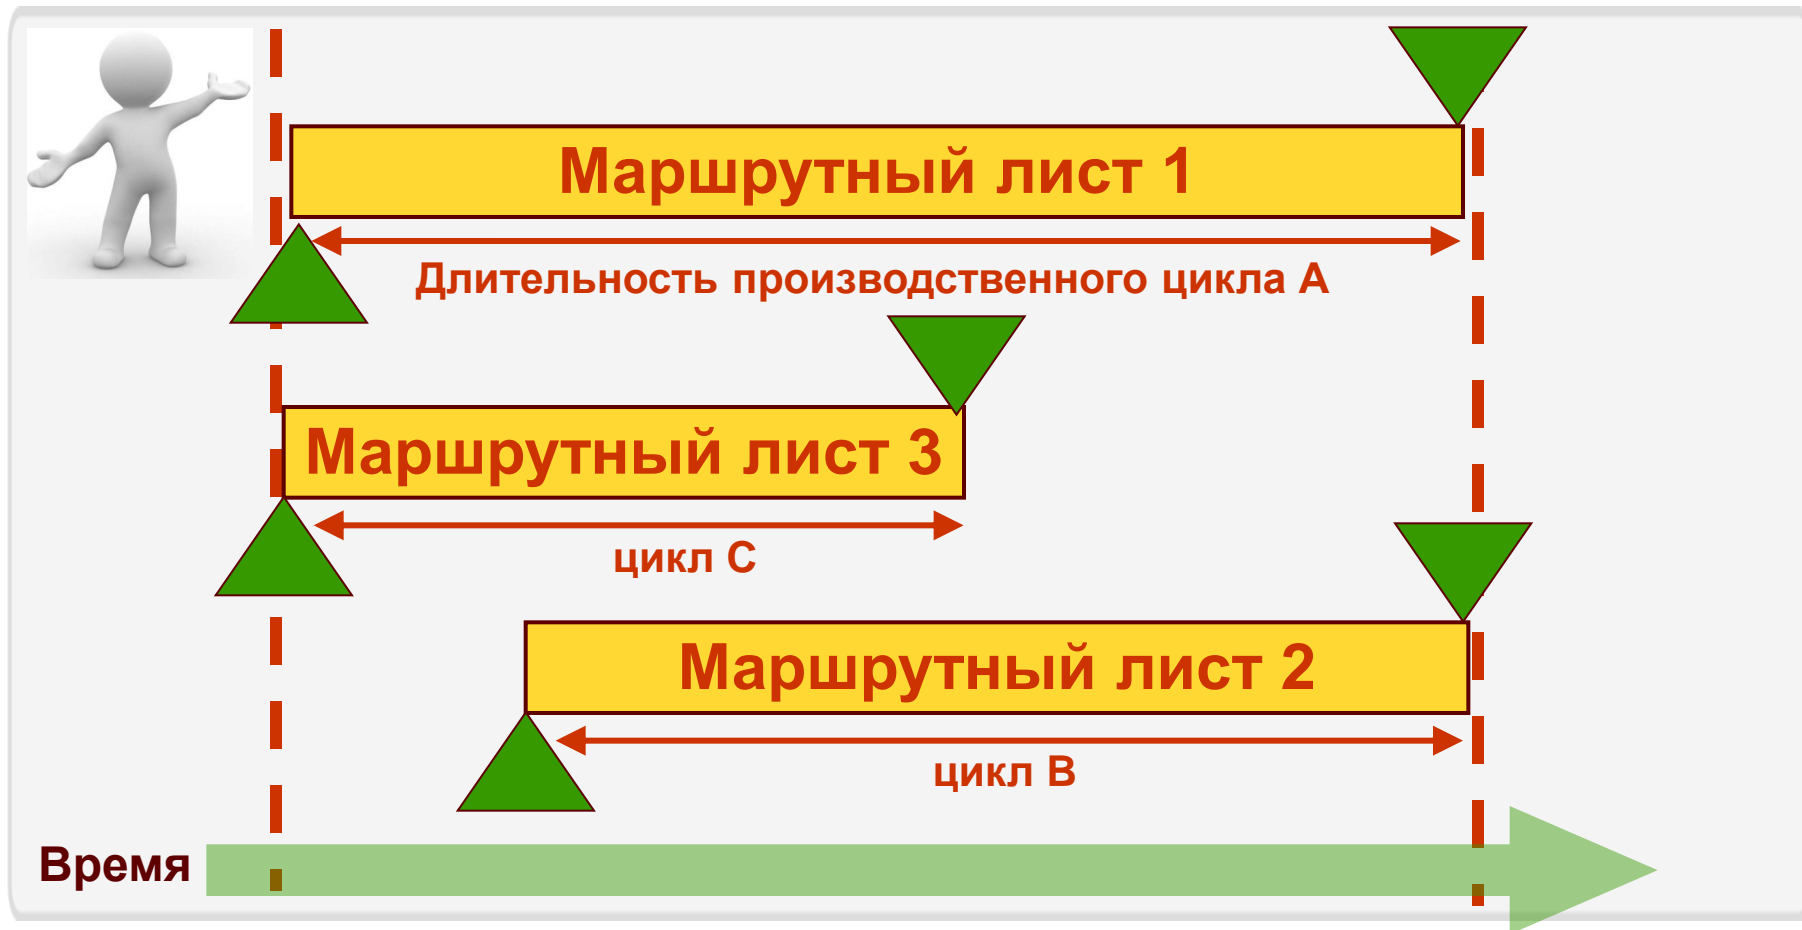 Маршрутный лист 1
Длительность производственного цикла А
Маршрутный лист 3
цикл С
Маршрутный лист 2
цикл В
Время